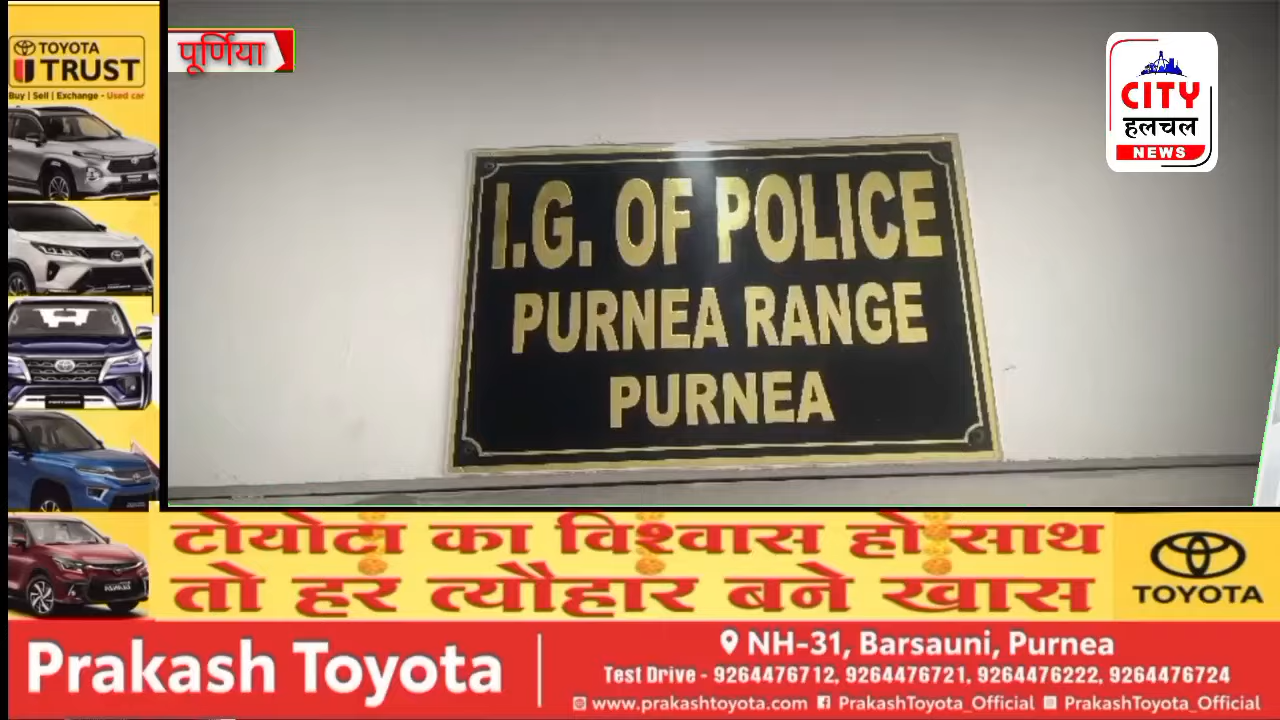 TOYOTA
U TRUST
Buy | Sell | Exchange - Used car
पूर्णिया
CITY
हलचल
NEWS
I.G. OF POLICE
PURNEA RANGE
PURNEA
टोयोटा का विश्वास हो साथ
तो हर त्यौहार बने खास
TOYOTA
Prakash Toyota
NH-31, Barsauni, Purnea
Test Drive - 9264476712, 9264476721, 9264476222, 9264476724
www.prakashtoyota.com PrakashToyota_Official PrakashToyota_Official